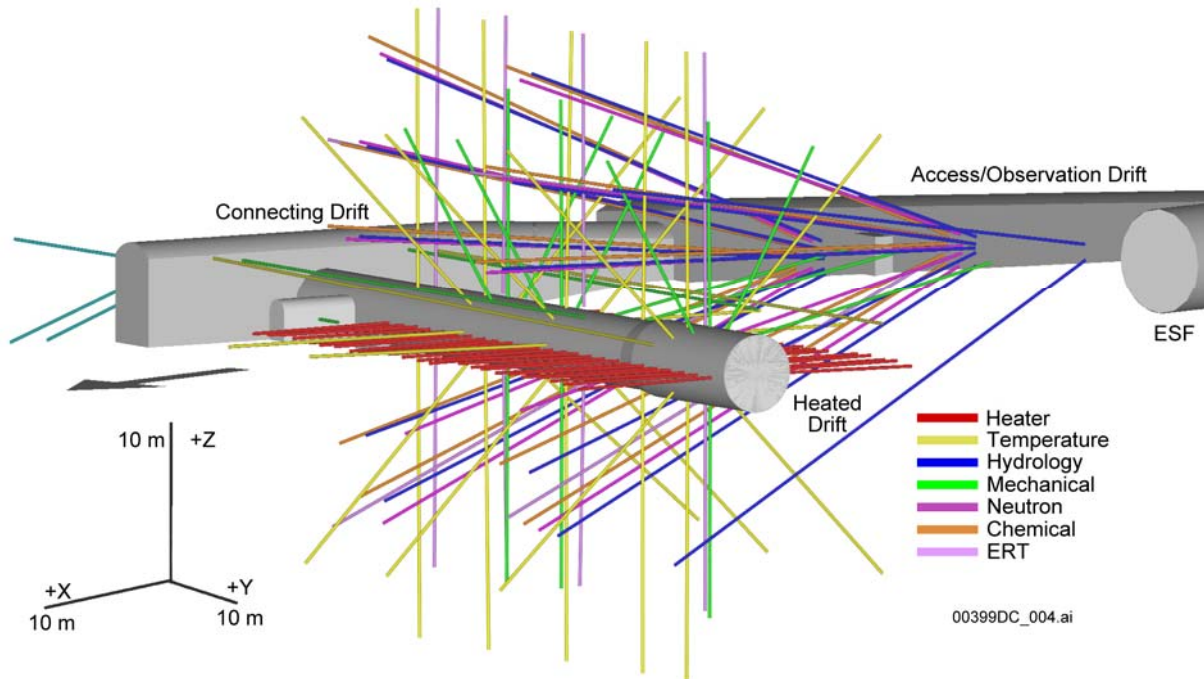 Access/Observation Drift
Connecting Drift
ESF
Heated
Drift
Heater
Temperature
Hydrology
Mechanical
Neutron
Chemical
ERT
10 m
+Z
+X
10 m
+Y
10 m
00399DC_004.ai